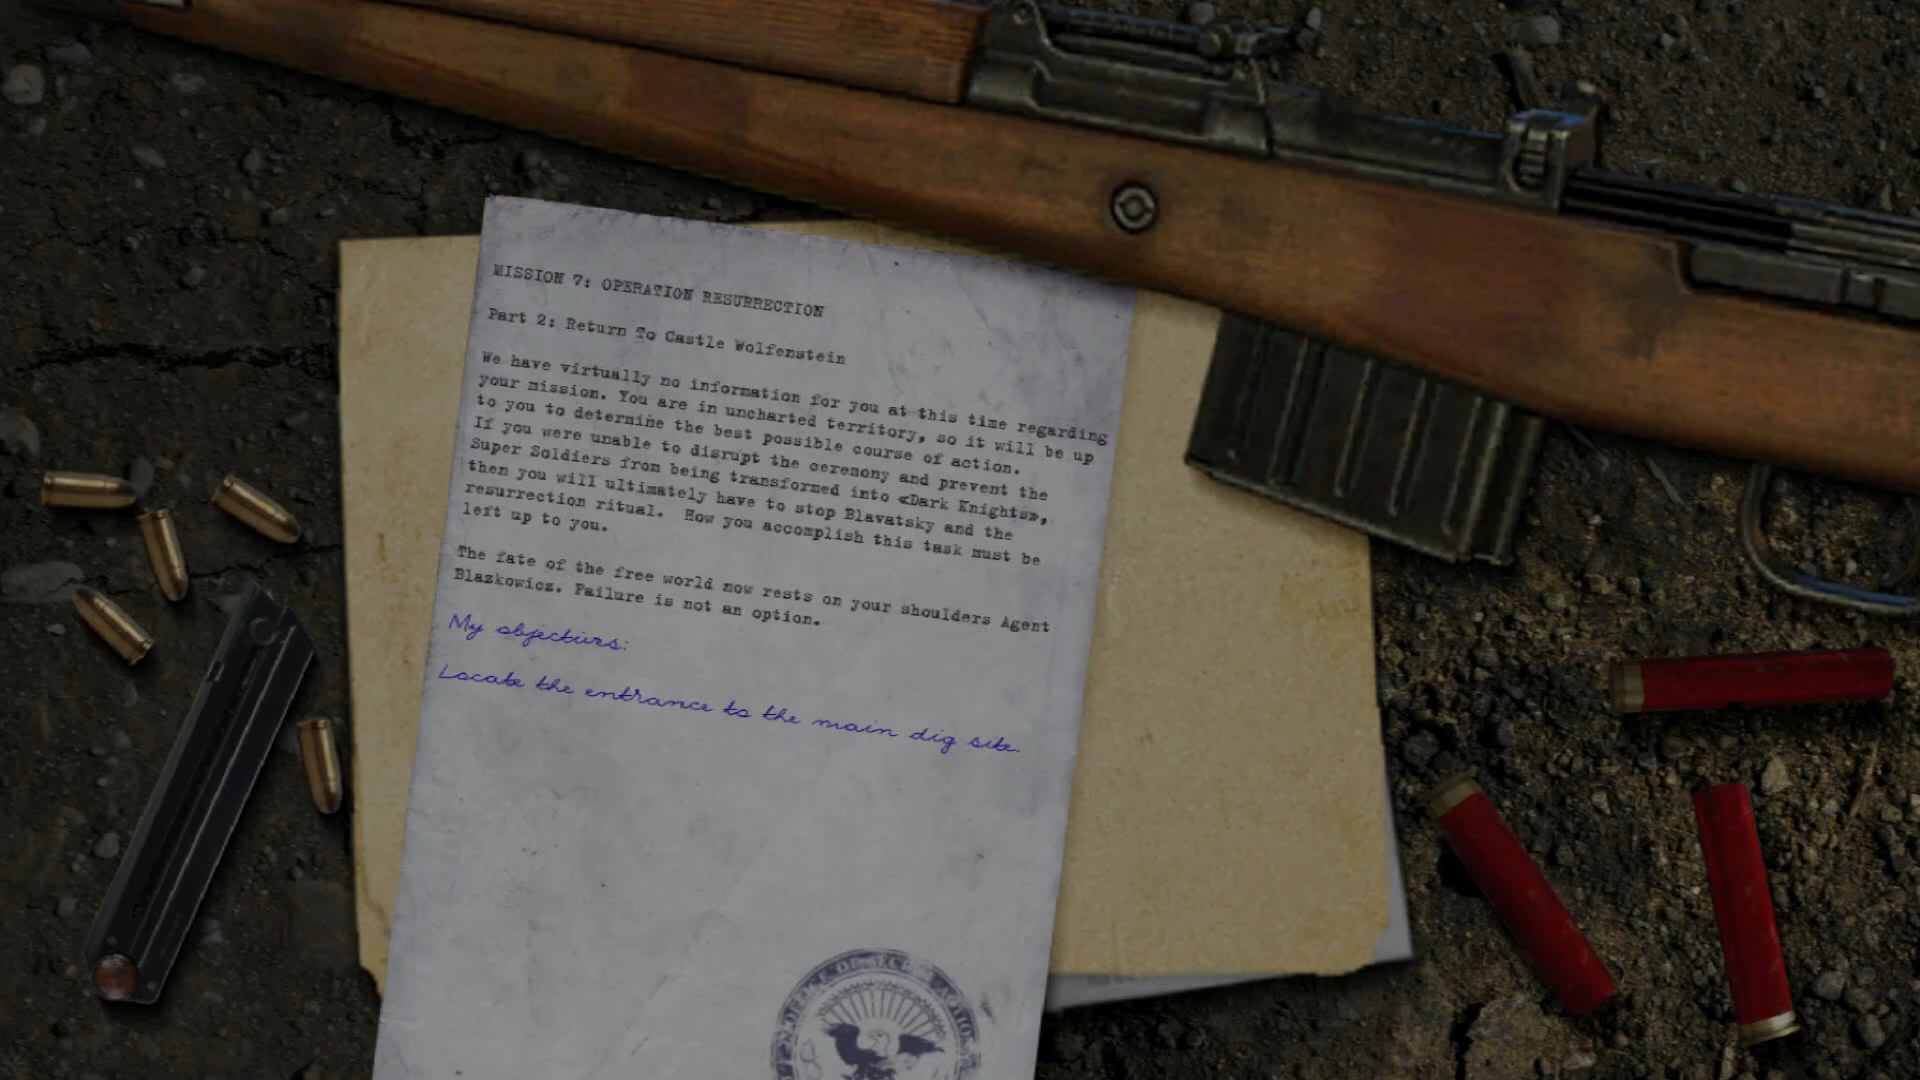 MISSION 7: OPERATION RESURRECTION
Part 2: Return To Castle Wolfenstein
We have virtually no information for you at this time regarding
your mission. You are in uncharted territory, so it will be up
to you to determine the best possible course of action.
If you were unable to disrupt the ceremony and prevent the
Super Soldiers from being transformed into «Dark Knights»,
then you will ultimately have to stop Blavatsky and the
resurrection ritual.  How you accomplish this task must be
left up to you.
The fate of the free world now rests on your shoulders Agent
Blazkowicz. Failure is not an option.
My objectives:
Locate the entrance to the main dig site.